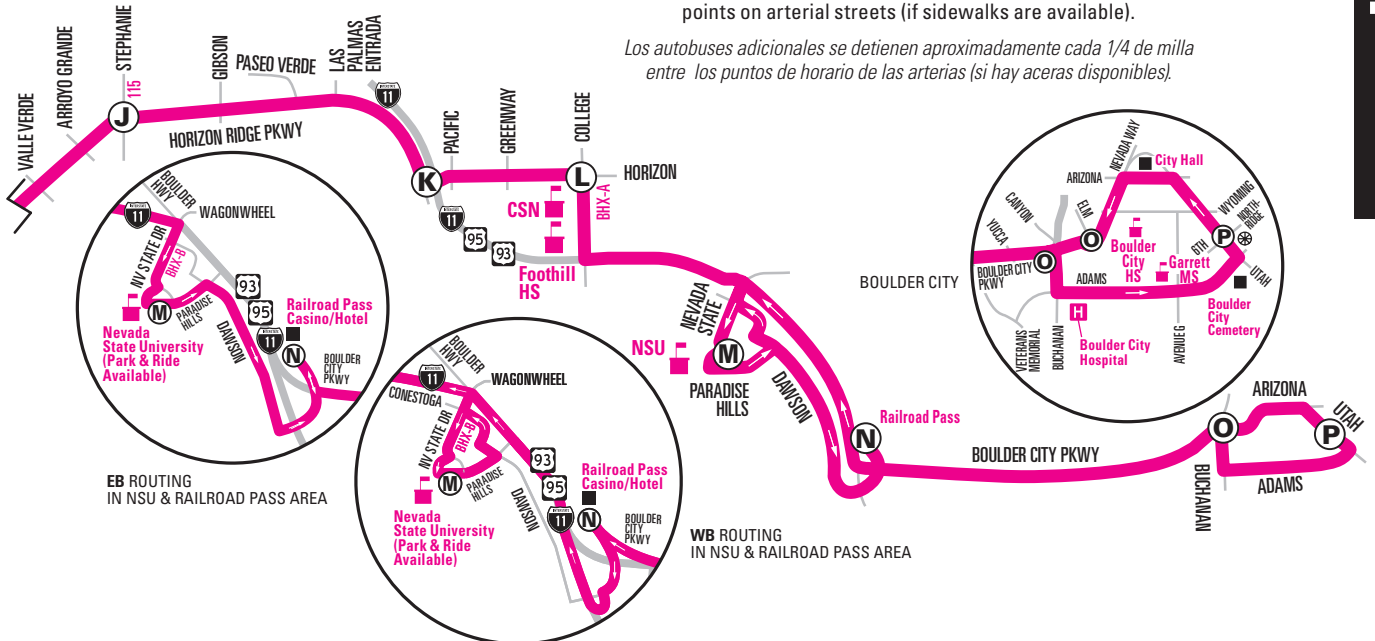 points on arterial streets (if sidewalks are available).
Los autobuses adicionales se detienen aproximadamente cada 1/4 de milla
entre los puntos de horario de las arterias (si hay aceras disponibles).
VALLE VERDE
ARROYO GRANDE
STEPHANIE
J
115
GIBSON
PASEO VERDE
LAS
PALMAS
ENTRADA
INTERSTATE
11
HORIZON RIDGE PKWY
K
PACIFIC
GREENWAY
COLLEGE
L
HORIZON
BHX-A
CSN
11
95
93
Foothill
HS
NEVADA
STATE
NSU
M
PARADISE
HILLS
DAWSON
Railroad Pass
N
BOULDER CITY PKWY
O
ARIZONA
UTAH
P
BUCHANAN
ADAMS
BOULDER
HWY
INTERSTATE
11
WAGONWHEEL
NV STATE DR
BHX-B
M
PARADISE
HILLS
93
95
INTERSTATE
11
DAWSON
Nevada
State University
(Park & Ride
Available)
Railroad Pass
Casino/Hotel
N
BOULDER
CITY
PKWY
EB ROUTING
IN NSU & RAILROAD PASS AREA
BOULDER
HWY
INTERSTATE
11
WAGONWHEEL
CONESTOGA
NV STATE DR
BHX-B
M
PARADISE
HILLS
93
95
INTERSTATE
11
DAWSON
Nevada
State University
(Park & Ride
Available)
Railroad Pass
Casino/Hotel
N
BOULDER
CITY
PKWY
WB ROUTING
IN NSU & RAILROAD PASS AREA
BOULDER CITY
NEVADA WAY
City Hall
ARIZONA
WYOMING
NORTH-
RIDGE
CANYON
ELM
YUCCA
O
O
P
6TH
Boulder
City
HS
Garrett
MS
UTAH
BOULDER CITY
PKWY
ADAMS
H
Boulder City
Hospital
Boulder
City
Cemetery
VETERANS
MEMORIAL
BUCHANAN
AVENUE G